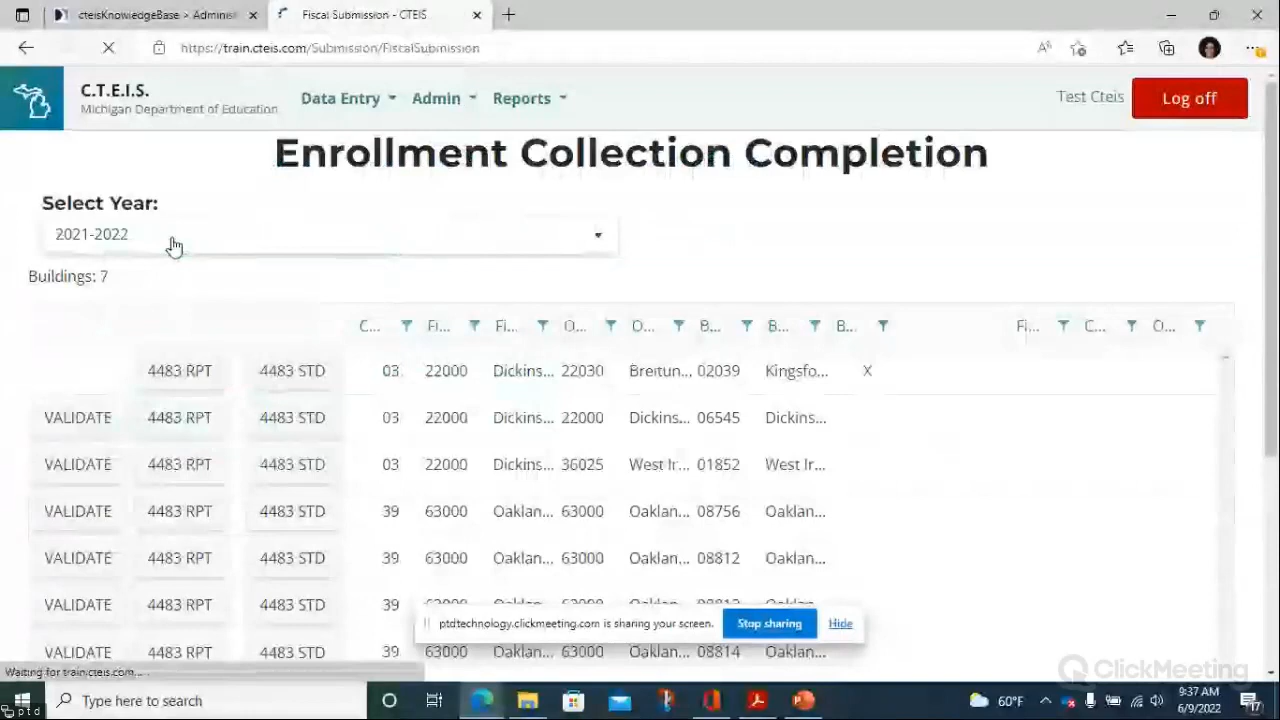 cteisKnowledgeBase > Adminis
Fiscal Submission - CTEIS
https://train.cteis.com/Submission/FiscalSubmission
C.T.E.I.S.
Michigan Department of Education
Data Entry
Admin
Reports
Test Cteis
Log off
Enrollment Collection Completion
Select Year:
2021-2022
Buildings: 7
C... Fi... Fi... O... O... B... B... B... Fi... C... O...
4483 RPT 4483 STD 03 22000 Dickins... 22030 Breitun... 02039 Kingsfo... X
VALIDATE 4483 RPT 4483 STD 03 22000 Dickins... 22000 Dickins... 06545 Dickins...
VALIDATE 4483 RPT 4483 STD 03 22000 Dickins... 36025 West Ir... 01852 West Ir...
VALIDATE 4483 RPT 4483 STD 39 63000 Oaklan... 63000 Oaklan... 08756 Oaklan...
VALIDATE 4483 RPT 4483 STD 39 63000 Oaklan... 63000 Oaklan... 08812 Oaklan...
VALIDATE 4483 RPT 4483 STD 39
ptdtechnology.clickmeeting.com is sharing your screen. Stop sharing Hide
VALIDATE 4483 RPT 4483 STD 39 63000 Oaklan... 63000 Oaklan... 08814 Oaklan...
Waiting for train.cteis.com...
ClickMeeting
Type here to search
60°F
9:37 AM
6/9/2022
17
ptd